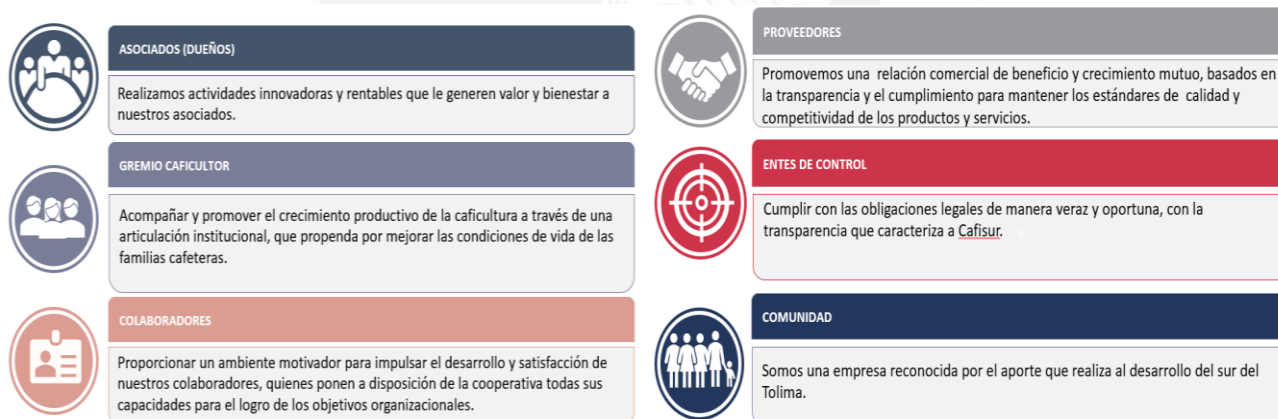 ASOCIADOS (DUEÑOS)
Realizamos actividades innovadoras y rentables que le generen valor y bienestar a
nuestros asociados.
GREMIO CAFICULTOR
Acompañar y promover el crecimiento productivo de la caficultura a través de una
articulación institucional, que propenda por mejorar las condiciones de vida de las
familias cafeteras.
COLABORADORES
Proporcionar un ambiente motivador para impulsar el desarrollo y satisfacción de
nuestros colaboradores, quienes ponen a disposición de la cooperativa todas sus
capacidades para el logro de los objetivos organizacionales.
PROVEEDORES
Promovemos una relación comercial de beneficio y crecimiento mutuo, basados en
la transparencia y el cumplimiento para mantener los estándares de calidad y
competitividad de los productos y servicios.
ENTES DE CONTROL
Cumplir con las obligaciones legales de manera veraz y oportuna, con la
transparencia que caracteriza a Cafisur.
COMUNIDAD
Somos una empresa reconocida por el aporte que realiza al desarrollo del sur del
Tolima.